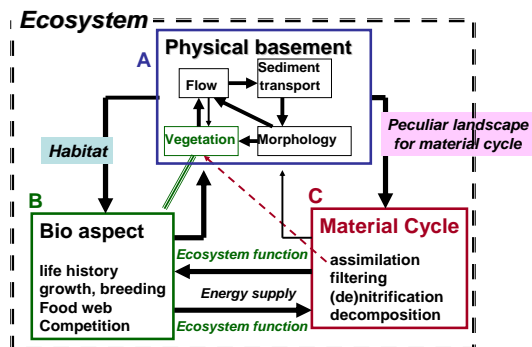 Ecosystem
A
Physical basement
Flow
Sediment
transport
Vegetation
Morphology
Habitat
Peculiar landscape
for material cycle
B
Bio aspect
life history
growth, breeding
Food web
Competition
Ecosystem function
Energy supply
Ecosystem function
C
Material Cycle
assimilation
filtering
(de)nitrification
decomposition